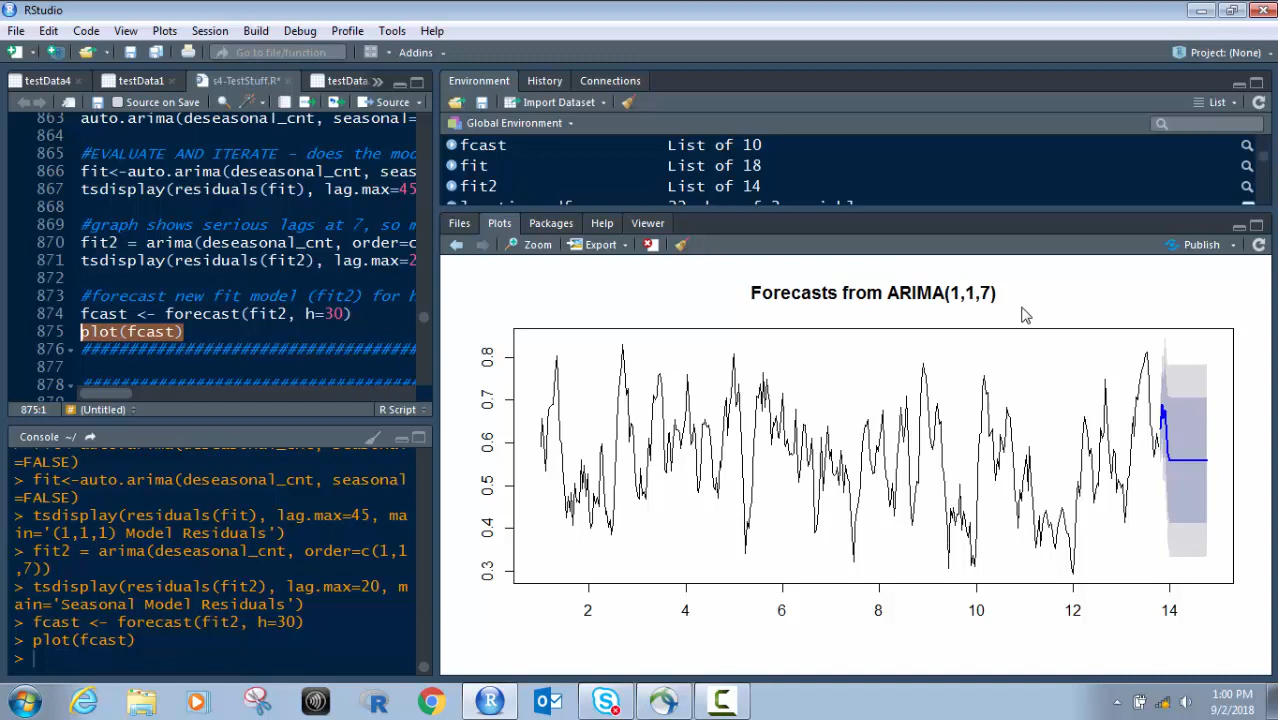 RStudio
File Edit Code View Plots Session Build Debug Profile Tools Help
Go to file/function Addins Project: (None)
testData4 testData1 s4-TestStuff.R* testData
Source on Save Source
863 auto.arima(deseasonal_cnt, seasonal=
864
865 #EVALUATE AND ITERATE - does the mod
866 fit<-auto.arima(deseasonal_cnt, seas
867 tsdisplay(residuals(fit), lag.max=45
868
869 #graph shows serious lags at 7, so m
870 fit2 = arima(deseasonal_cnt, order=c
871 tsdisplay(residuals(fit2), lag.max=2
872
873 #forecast new fit model (fit2) for h
874 fcast <- forecast(fit2, h=30)
875 plot(fcast)
876 #####################################
877
878 #####################################
875:1 (Untitled) R Script
Console ~/
=FALSE)
> fit<-auto.arima(deseasonal_cnt, seasonal
=FALSE)
> tsdisplay(residuals(fit), lag.max=45, ma
in='(1,1,1) Model Residuals')
> fit2 = arima(deseasonal_cnt, order=c(1,1
,7))
> tsdisplay(residuals(fit2), lag.max=20, m
ain='Seasonal Model Residuals')
> fcast <- forecast(fit2, h=30)
> plot(fcast)
>
Environment History Connections
Import Dataset List
Global Environment
fcast List of 10
fit List of 18
fit2 List of 14
Files Plots Packages Help Viewer
Zoom Export Publish
Forecasts from ARIMA(1,1,7)
0.8
0.7
0.6
0.5
0.4
0.3
2 4 6 8 10 12 14
1:00 PM
9/2/2018